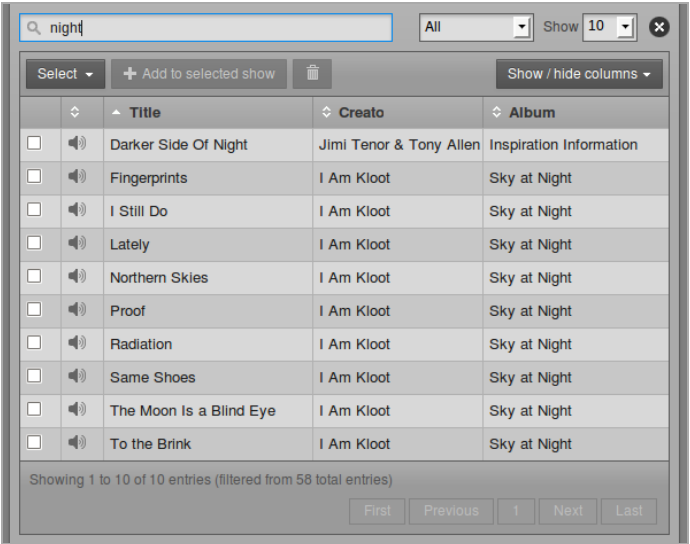 night All Show 10
Select Add to selected show Show / hide columns
Title Creato Album
Darker Side Of Night Jimi Tenor & Tony Allen Inspiration Information
Fingerprints I Am Kloot Sky at Night
I Still Do I Am Kloot Sky at Night
Lately I Am Kloot Sky at Night
Northern Skies I Am Kloot Sky at Night
Proof I Am Kloot Sky at Night
Radiation I Am Kloot Sky at Night
Same Shoes I Am Kloot Sky at Night
The Moon Is a Blind Eye I Am Kloot Sky at Night
To the Brink I Am Kloot Sky at Night
Showing 1 to 10 of 10 entries (filtered from 58 total entries)
First Previous 1 Next Last